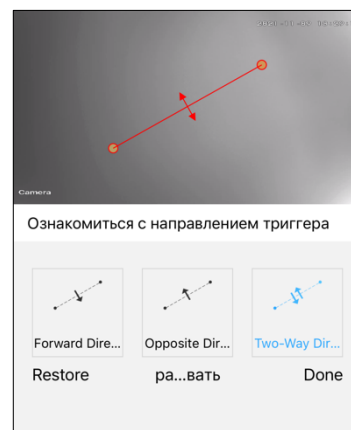 Camera
Ознакомиться с направлением триггера
Forward Dire...
Opposite Dir...
Two-Way Dir...
Restore
ра...вать
Done